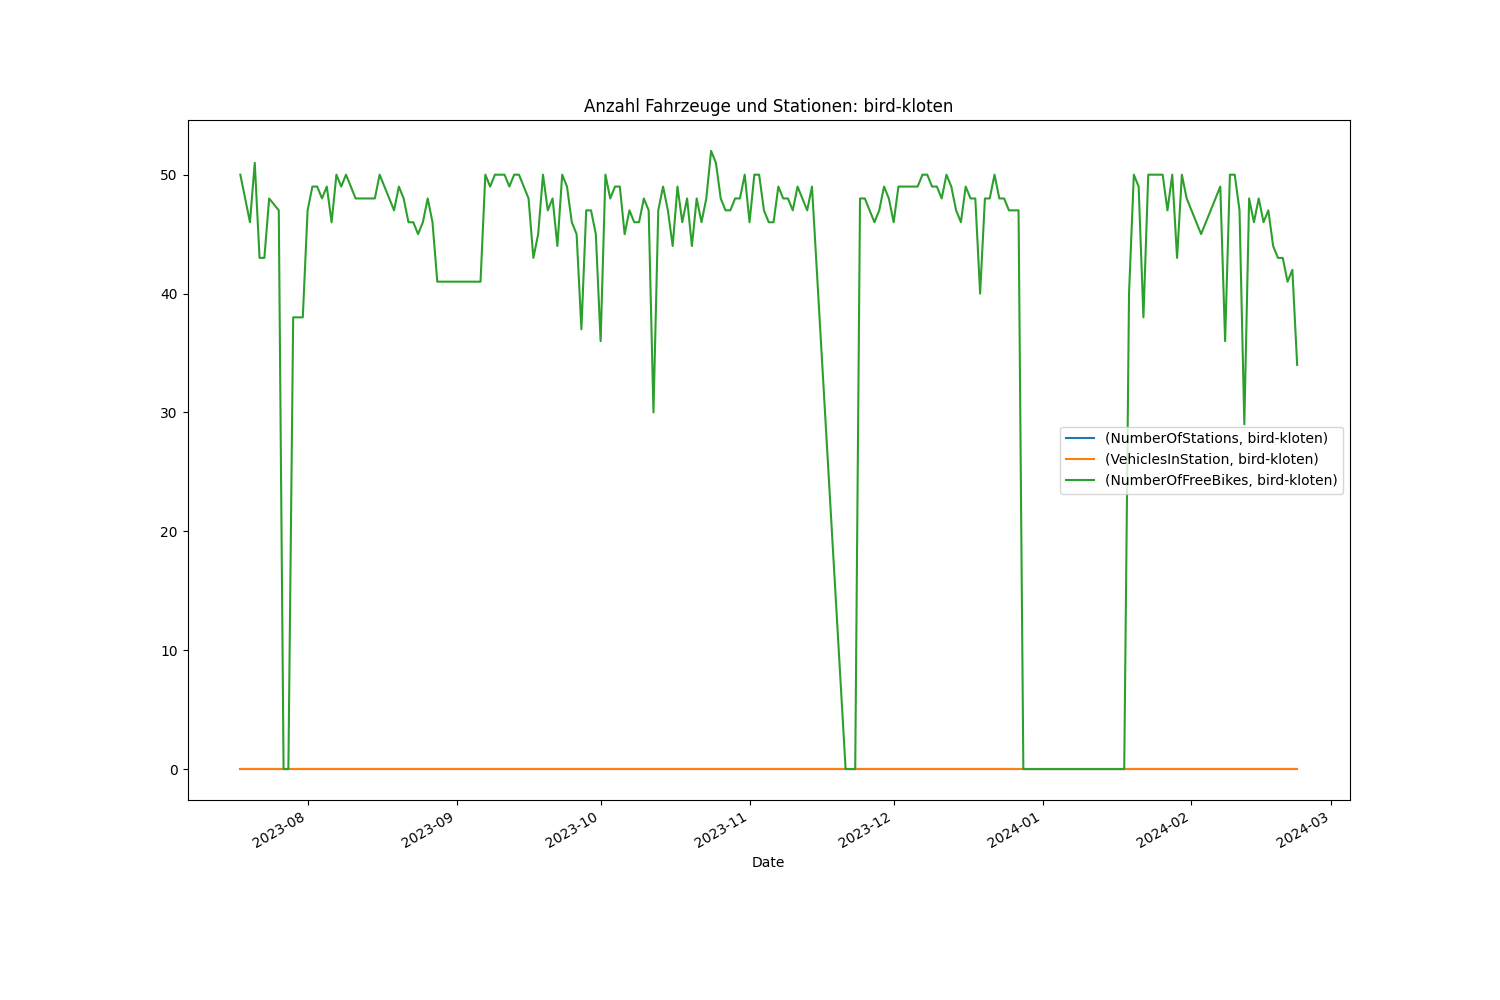 Anzahl Fahrzeuge und Stationen: bird-kloten
50
40
30
20
10
0
(NumberOfStations, bird-kloten)
(VehiclesInStation, bird-kloten)
(NumberOfFreeBikes, bird-kloten)
2023-08
2023-09
2023-10
2023-11
2023-12
2024-01
2024-02
2024-03
Date